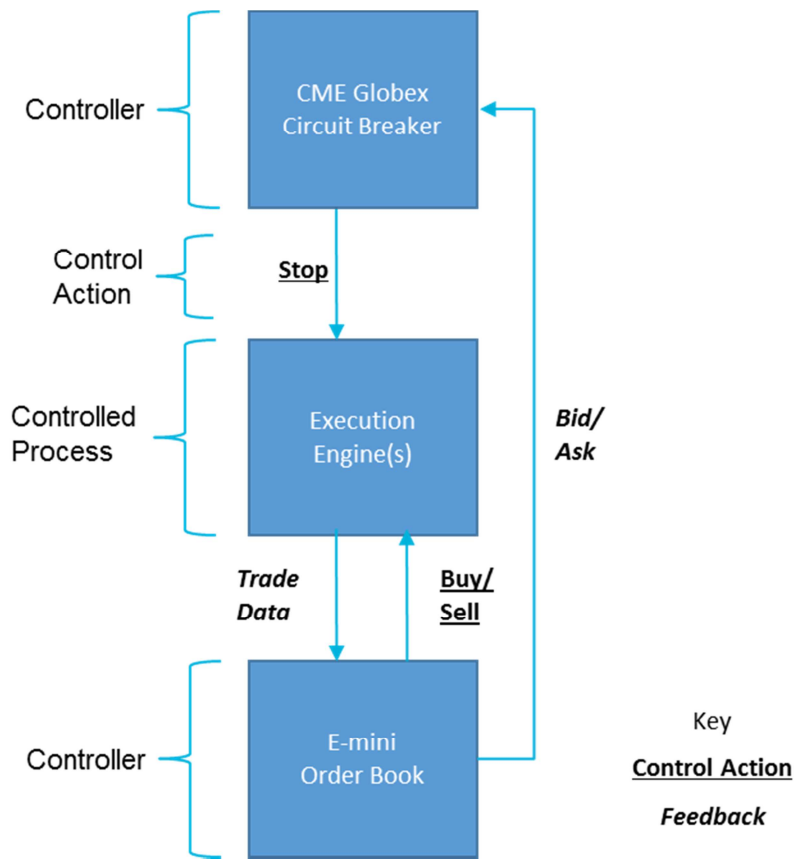 Controller
CME Globex
Circuit Breaker
Control
Action
Stop
Controlled
Process
Execution
Engine(s)
Bid/
Ask
Trade
Data
Buy/
Sell
Controller
E-mini
Order Book
Key
Control Action
Feedback